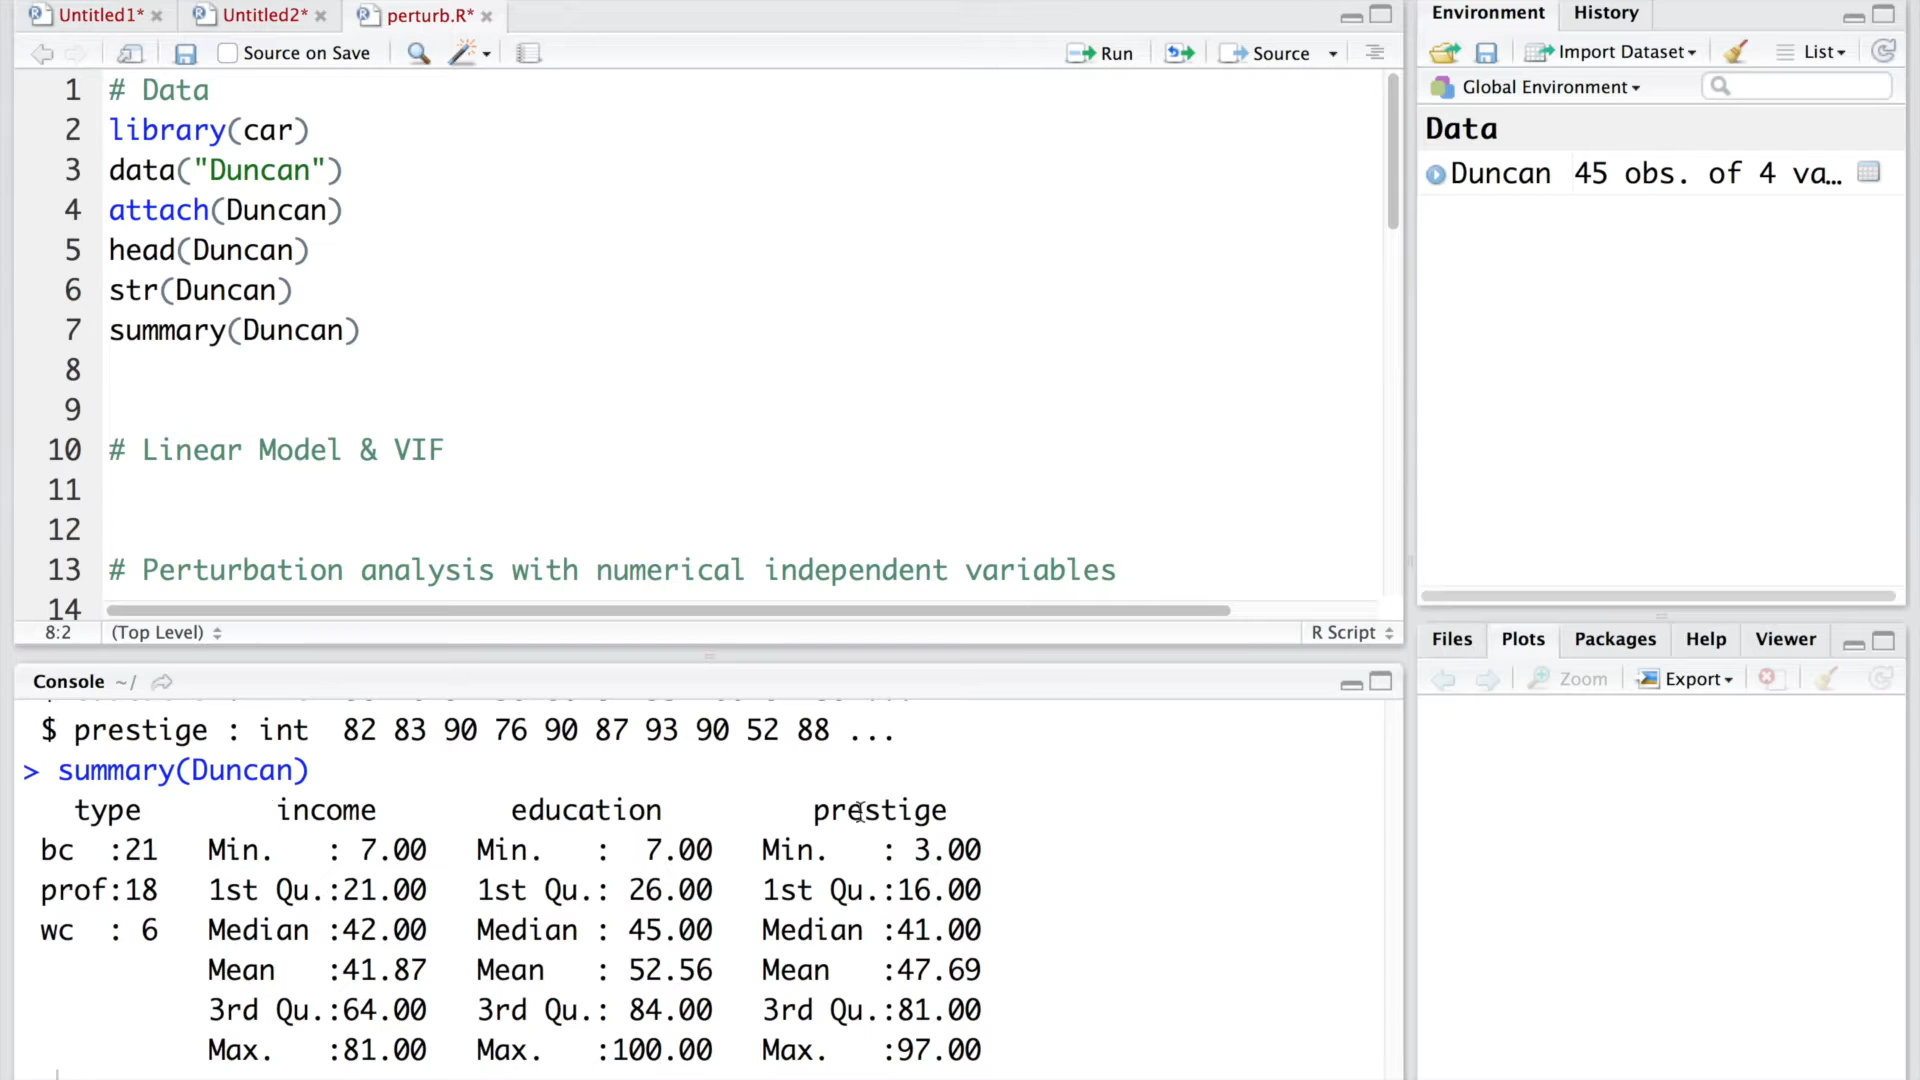 Untitled1* Untitled2* perturb.R*
Source on Save Run Source
1 # Data
2 library(car)
3 data("Duncan")
4 attach(Duncan)
5 head(Duncan)
6 str(Duncan)
7 summary(Duncan)
8
9
10 # Linear Model & VIF
11
12
13 # Perturbation analysis with numerical independent variables
14
8:2 (Top Level) R Script
Console ~/
$ prestige : int 82 83 90 76 90 87 93 90 52 88 ...
> summary(Duncan)
type income education prestige
bc :21 Min. : 7.00 Min. : 7.00 Min. : 3.00
prof:18 1st Qu.:21.00 1st Qu.: 26.00 1st Qu.:16.00
wc : 6 Median :42.00 Median : 45.00 Median :41.00
Mean :41.87 Mean : 52.56 Mean :47.69
3rd Qu.:64.00 3rd Qu.: 84.00 3rd Qu.:81.00
Max. :81.00 Max. :100.00 Max. :97.00
Environment History
Import Dataset List
Global Environment
Data
Duncan 45 obs. of 4 va…
Files Plots Packages Help Viewer
Zoom Export